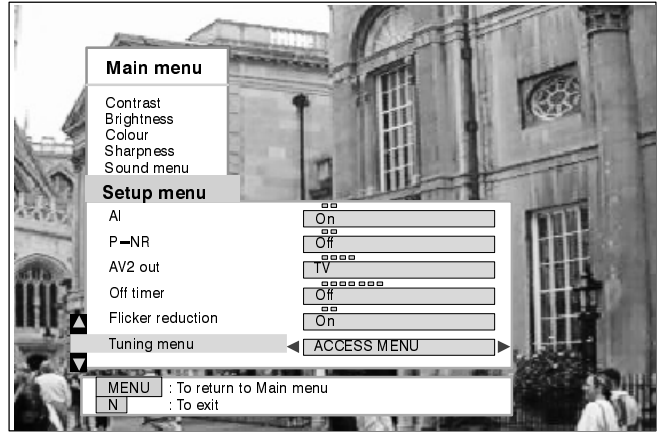 Main menu
Contrast
Brightness
Colour
Sharpness
Sound menu
Setup menu
AI On
P-NR Off
AV2 out TV
Off timer Off
Flicker reduction On
Tuning menu ACCESS MENU
MENU : To return to Main menu
N : To exit